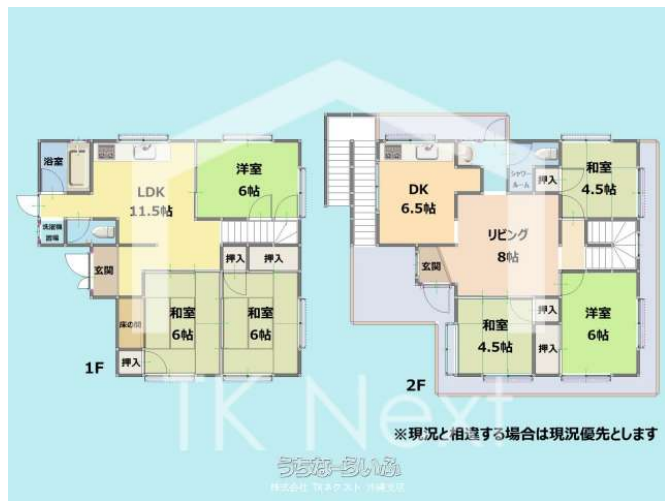 浴室
LDK
11.5帖
洋室
6帖
洗濯機
置場
玄関
押入
押入
床の間
和室
6帖
和室
6帖
押入
1F
DK
6.5帖
シャワー
ルーム
押入
和室
4.5帖
リビング
8帖
玄関
和室
4.5帖
押入
押入
洋室
6帖
2F
TK Next
※現況と相違する場合は現況優先とします
うちなーらいふ
株式会社 TKネクスト 沖縄支店